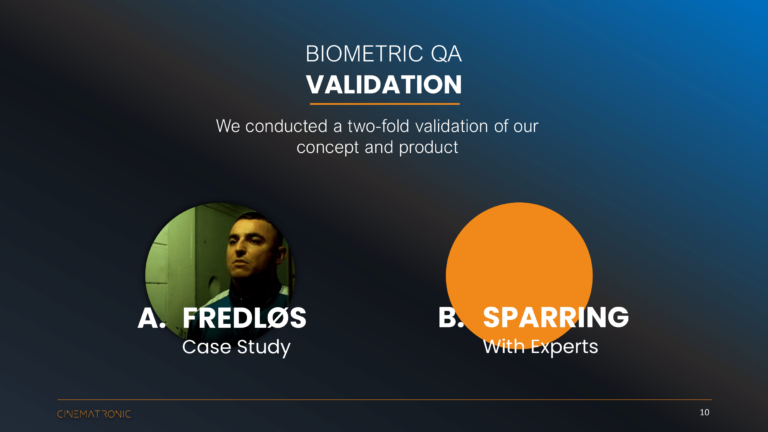 BIOMETRIC QA
VALIDATION
We conducted a two-fold validation of our
concept and product
A. FREDLØS
Case Study
B. SPARRING
With Experts
CINEMATRONIC
10